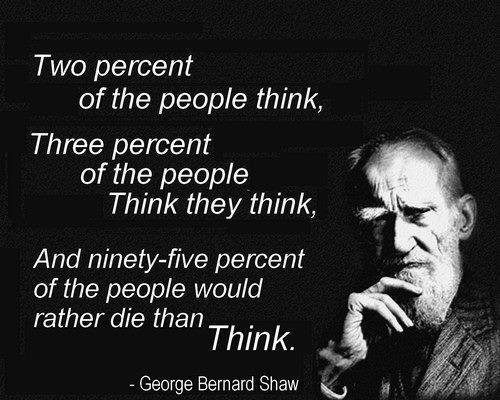 Two percent
of the people think,
Three percent
of the people
Think they think,
And ninety-five percent
of the people would
rather die than Think.
- George Bernard Shaw